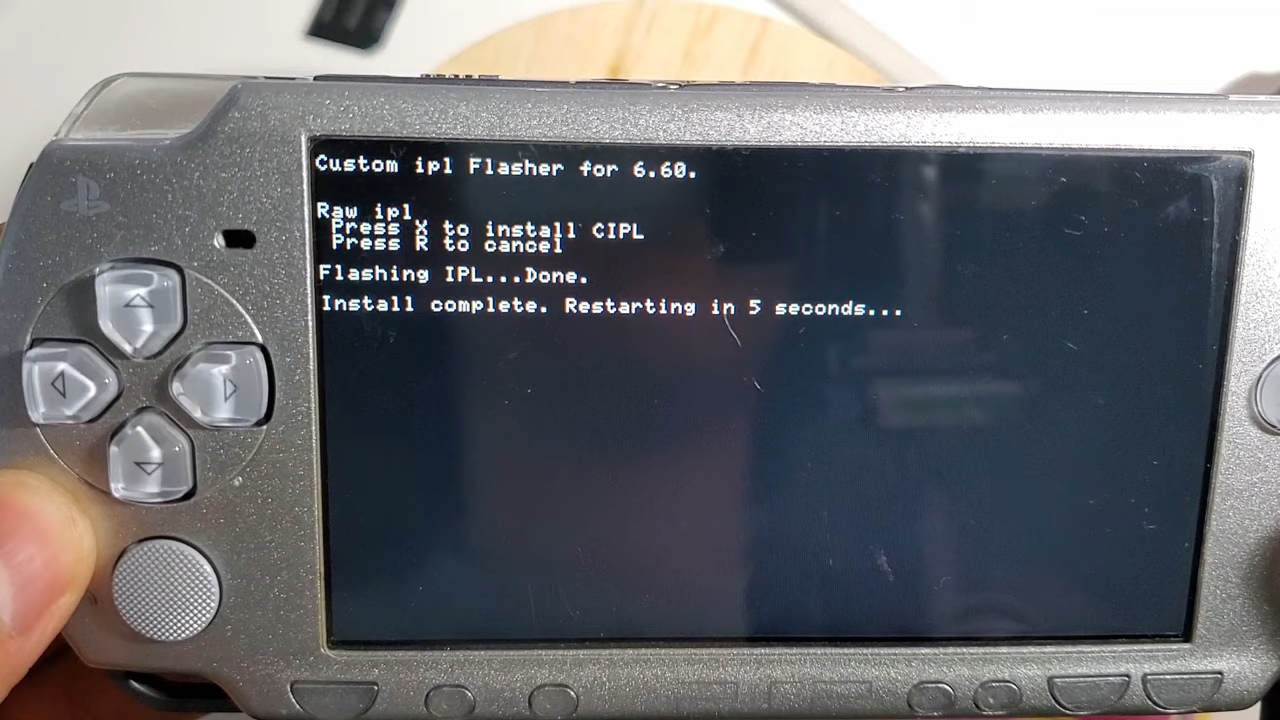 Custom ipl Flasher for 6.60.
Raw ipl.
Press X to install CIPL
Press R to cancel
Flashing IPL...Done.
Install complete. Restarting in 5 seconds...